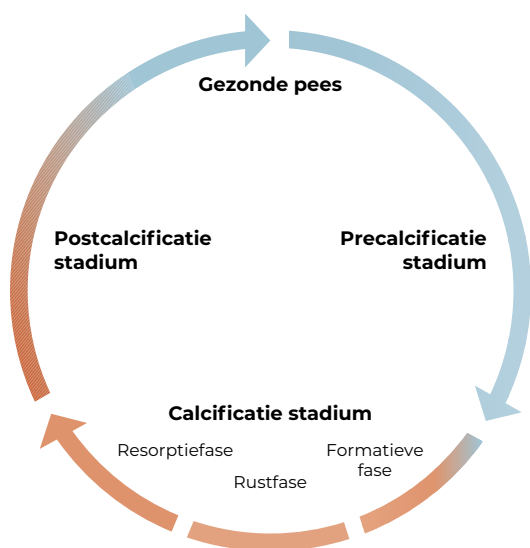 Gezonde pees
Postcalcificatie
stadium
Precalcificatie
stadium
Calcificatie stadium
Resorptiefase
Rustfase
Formatieve
fase